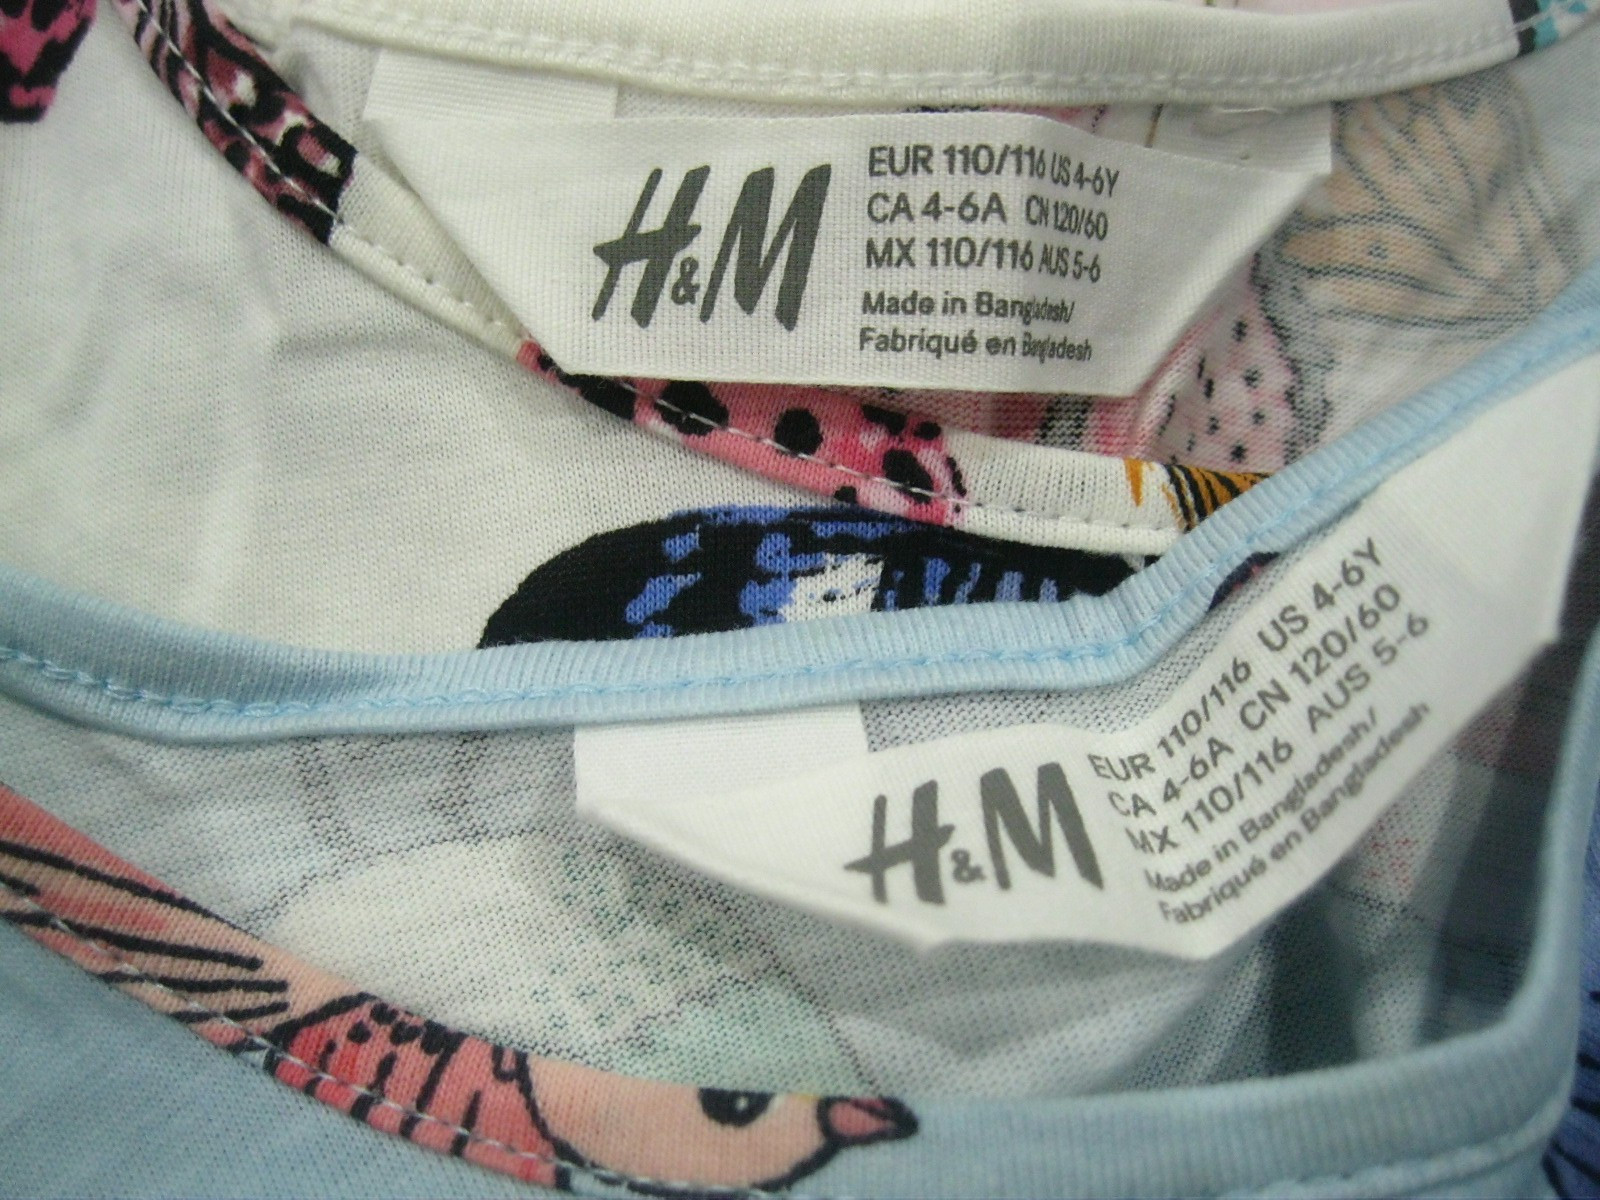 H&M
EUR 110/116 US 4-6Y
CA 4-6A CN 120/60
MX 110/116 AUS 5-6
Made in Bangladesh/
Fabriqué en Bangladesh
H&M
EUR 110/116 US 4-6Y
CA 4-6A CN 120/60
MX 110/116 AUS 5-6
Made in Bangladesh/
Fabriqué en Bangladesh